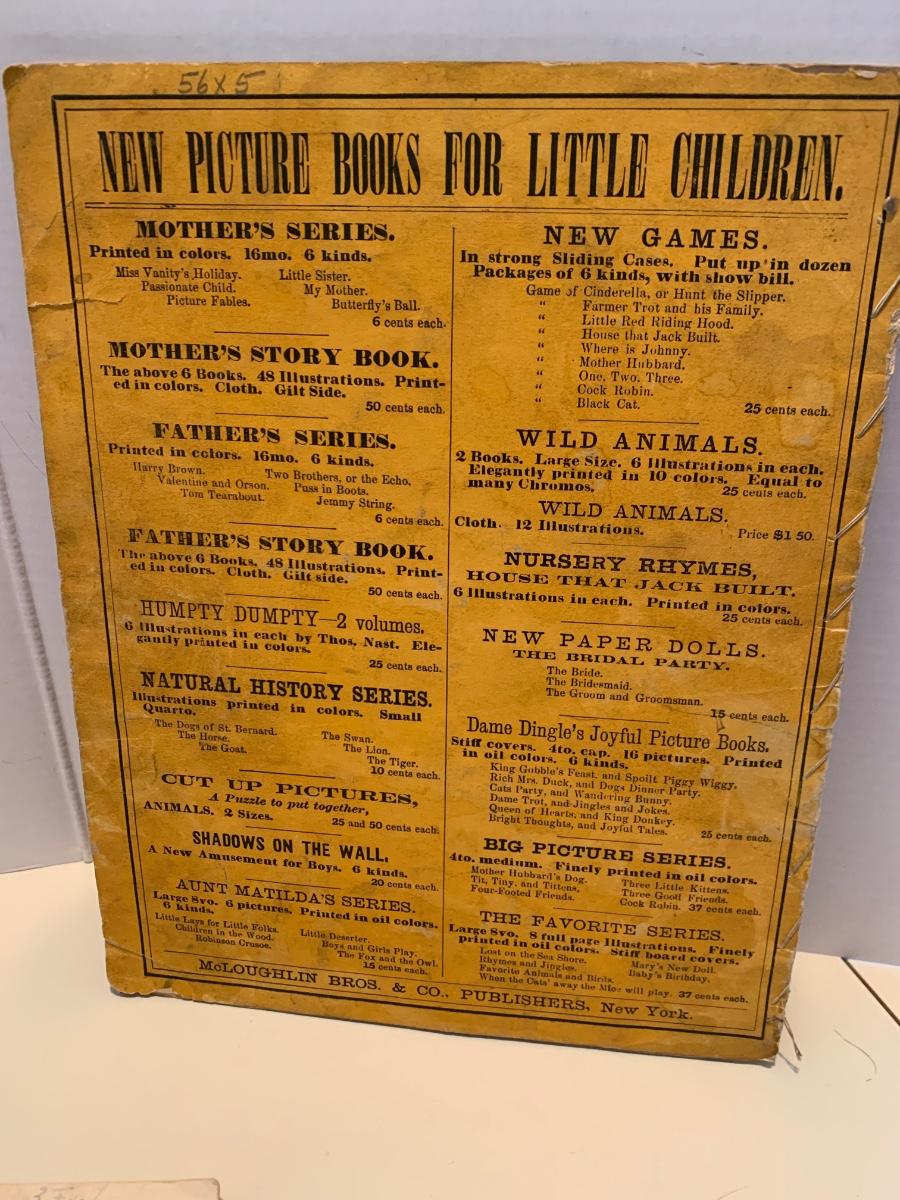 56 x 5
NEW PICTURE BOOKS FOR LITTLE CHILDREN.
MOTHER'S SERIES.
Printed in colors. 16mo. 6 kinds.
Miss Vanity's Holiday. Little Sister.
Passionate Child. My Mother.
Picture Fables. Butterfly's Ball.
6 cents each.
MOTHER'S STORY BOOK.
The above 6 Books. 48 Illustrations. Print-
ed in colors. Cloth. Gilt Side.
50 cents each.
FATHER'S SERIES.
Printed in colors. 16mo. 6 kinds.
Harry Brown. Two Brothers, or the Echo.
Valentine and Orson. Puss in Boots.
Tom Tearabout. Jemmy String.
6 cents each.
FATHER'S STORY BOOK.
The above 6 Books. 48 Illustrations. Print-
ed in colors. Cloth. Gilt side.
50 cents each.
HUMPTY DUMPTY—2 volumes.
6 Illustrations in each by Thos. Nast. Ele-
gantly printed in colors.
25 cents each.
NATURAL HISTORY SERIES.
Illustrations printed in colors. Small
Quarto.
The Dogs of St. Bernard. The Swan.
The Horse. The Lion.
The Goat. The Tiger.
10 cents each.
CUT UP PICTURES,
A Puzzle to put together,
ANIMALS. 2 Sizes. 25 and 50 cents each.
SHADOWS ON THE WALL,
A New Amusement for Boys. 6 kinds.
20 cents each.
AUNT MATILDA'S SERIES.
Large 8vo. 6 pictures. Printed in oil colors.
6 kinds.
Little Lays for Little Folks. Little Deserter.
Children in the Wood. Boys and Girls Play.
Robinson Crusoe. The Fox and the Owl.
15 cents each.
NEW GAMES.
In strong Sliding Cases. Put up in dozen
Packages of 6 kinds, with show bill.
Game of Cinderella, or Hunt the Slipper.
" Farmer Trot and his Family.
" Little Red Riding Hood.
" House that Jack Built.
" Where is Johnny.
" Mother Hubbard.
" One, Two, Three.
" Cock Robin.
" Black Cat. 25 cents each.
WILD ANIMALS.
2 Books. Large Size. 6 Illustrations in each.
Elegantly printed in 10 colors. Equal to
many Chromos. 25 cents each.
WILD ANIMALS.
Cloth. 12 Illustrations. Price $1 50.
NURSERY RHYMES,
HOUSE THAT JACK BUILT.
6 Illustrations in each. Printed in colors.
25 cents each.
NEW PAPER DOLLS.
THE BRIDAL PARTY.
The Bride.
The Bridesmaid.
The Groom and Groomsman.
15 cents each.
Dame Dingle's Joyful Picture Books.
Stiff covers. 4to. cap. 16 pictures. Printed
in oil colors. 6 kinds.
King Gobble's Feast, and Spoilt Piggy Wiggy.
Rich Mrs. Duck, and Dogs Dinner Party.
Cats Party, and Wandering Bunny.
Dame Trot, and Jingles and Jokes.
Queen of Hearts, and King Donkey.
Bright Thoughts, and Joyful Tales. 25 cents each.
BIG PICTURE SERIES.
4to. medium. Finely printed in oil colors.
Mother Hubbard's Dog. Three Little Kittens.
Tit, Tiny, and Tittens. Three Good Friends.
Four-Footed Friends. Cock Robin. 37 cents each.
THE FAVORITE SERIES.
Large 8vo. 8 full page Illustrations. Finely
printed in oil colors. Stiff board covers.
Lost on the Sea Shore. Mary's New Doll.
Rhymes and Jingles. Baby's Birthday.
Favorite Animals and Birds.
When the Cats' away the Mice will play. 37 cents each.
McLOUGHLIN BROS. & CO., PUBLISHERS, New York.